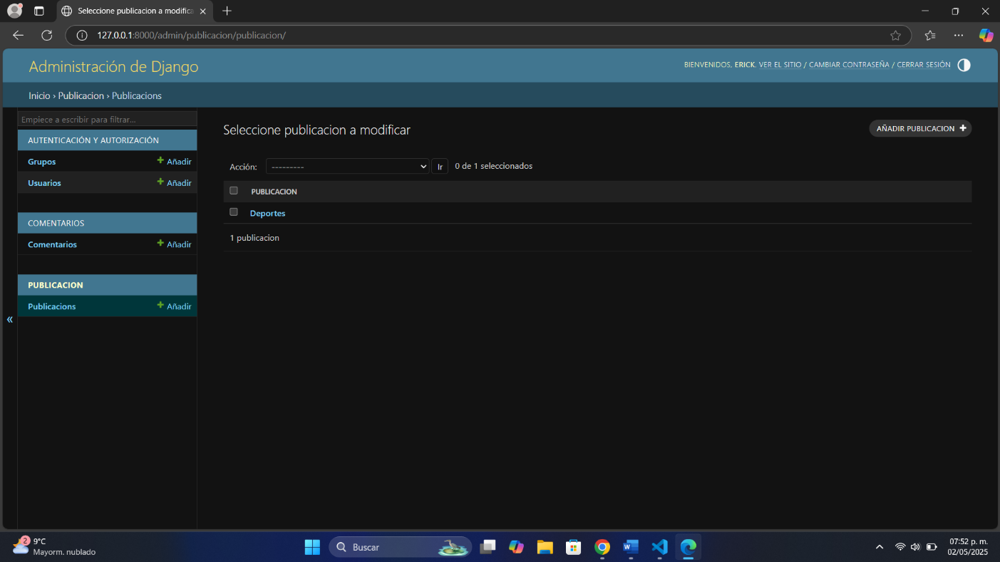 Seleccione publicacion a modifica
127.0.0.1:8000/admin/publicacion/publicacion/
Administración de Django
BIENVENIDOS, ERICK. VER EL SITIO / CAMBIAR CONTRASEÑA / CERRAR SESIÓN
Inicio › Publicacion › Publicacions
Empiece a escribir para filtrar...
AUTENTICACIÓN Y AUTORIZACIÓN
Grupos + Añadir
Usuarios + Añadir
COMENTARIOS
Comentarios + Añadir
PUBLICACION
Publicacions + Añadir
«
Seleccione publicacion a modificar
AÑADIR PUBLICACION +
Acción: --------- Ir 0 de 1 seleccionados
PUBLICACION
Deportes
1 publicacion
2
9°C
Mayorm. nublado
Buscar
07:52 p. m.
02/05/2025